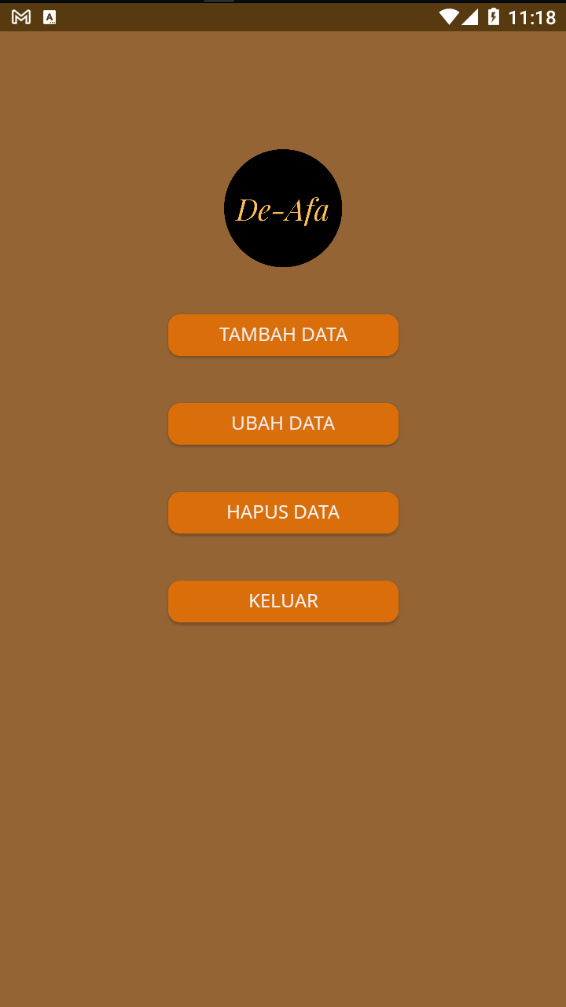 11:18
De-Afa
TAMBAH DATA
UBAH DATA
HAPUS DATA
KELUAR